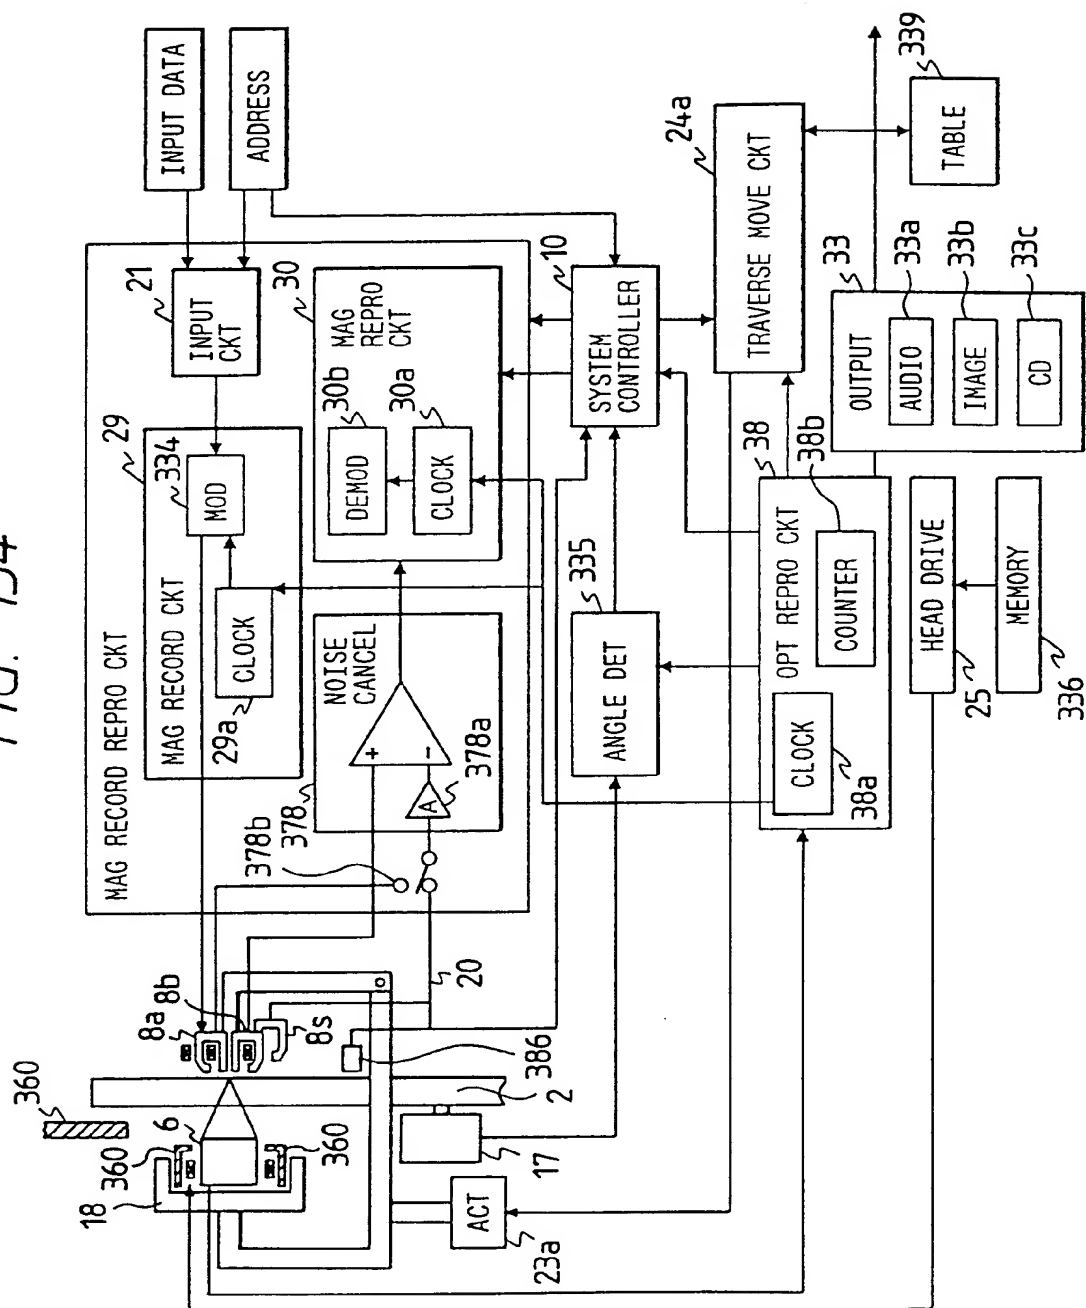 INPUT DATA
ADDRESS
MAG RECORD REPRO CKT
21
INPUT
CKT
29
334
MOD
MAG RECORD CKT
CLOCK
29a
30
MAG
REPRO
CKT
30b
30a
DEMOD
CLOCK
NOISE
CANCEL
+
−
A
378a
378
378b
10
SYSTEM
CONTROLLER
24a
TRAVERSE MOVE CKT
339
TABLE
335
ANGLE DET
33
OUTPUT
33a
AUDIO
33b
IMAGE
33c
CD
38
OPT REPRO CKT
38b
COUNTER
CLOCK
38a
HEAD DRIVE
25
MEMORY
336
20
8a
8b
8s
386
2
360
6
360
360
18
17
ACT
23a